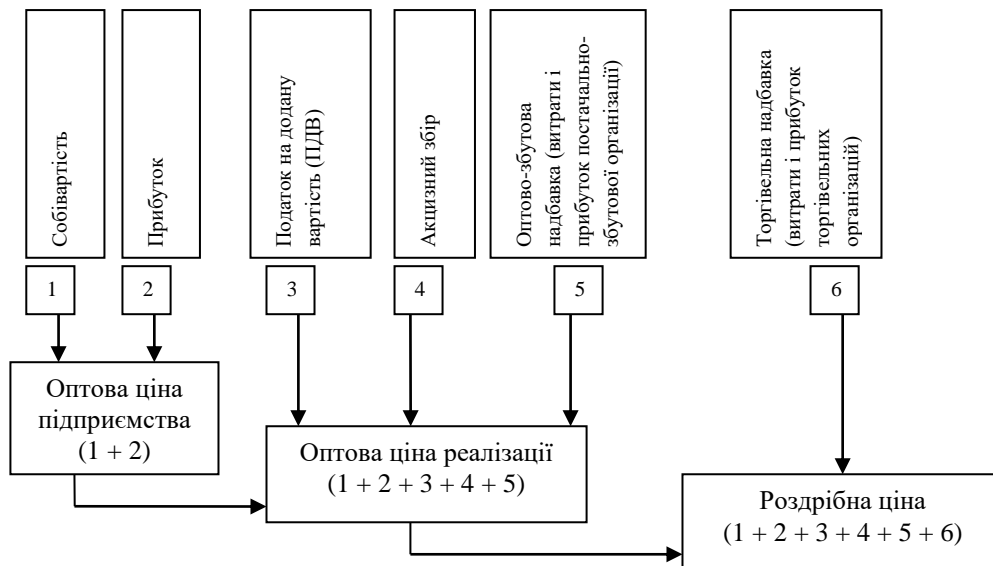 Собівартість
Прибуток
Податок на додану
вартість (ПДВ)
Акцизний збір
Оптово-збутова
надбавка (витрати і
прибуток постачально-
збутової організації)
Торгівельна надбавка
(витрати і прибуток
торгівельних
організацій)
1
2
3
4
5
6
Оптова ціна
підприємства
(1 + 2)
Оптова ціна реалізації
(1 + 2 + 3 + 4 + 5)
Роздрібна ціна
(1 + 2 + 3 + 4 + 5 + 6)